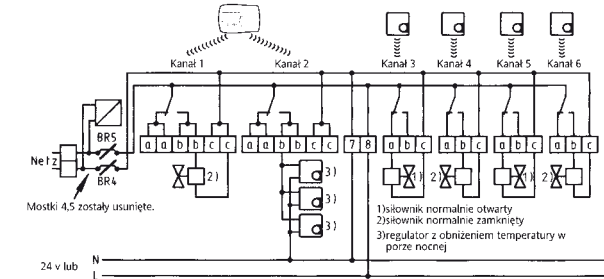 Kanał 1
Kanał 2
Kanał 3
Kanał 4
Kanał 5
Kanał 6
BR5
Netz
BR4
a a b b c c
a a b b c c
7 8
a b c
a b c
a b c
a b c
2)
3)
3)
3)
1)
2)
1)
2)
Mostki 4,5 zostały usunięte.
1)siłownik normalnie otwarty
2)siłownik normalnie zamknięty
3)regulator z obniżeniem temperatury w
porze nocnej
24 v lub
N
L